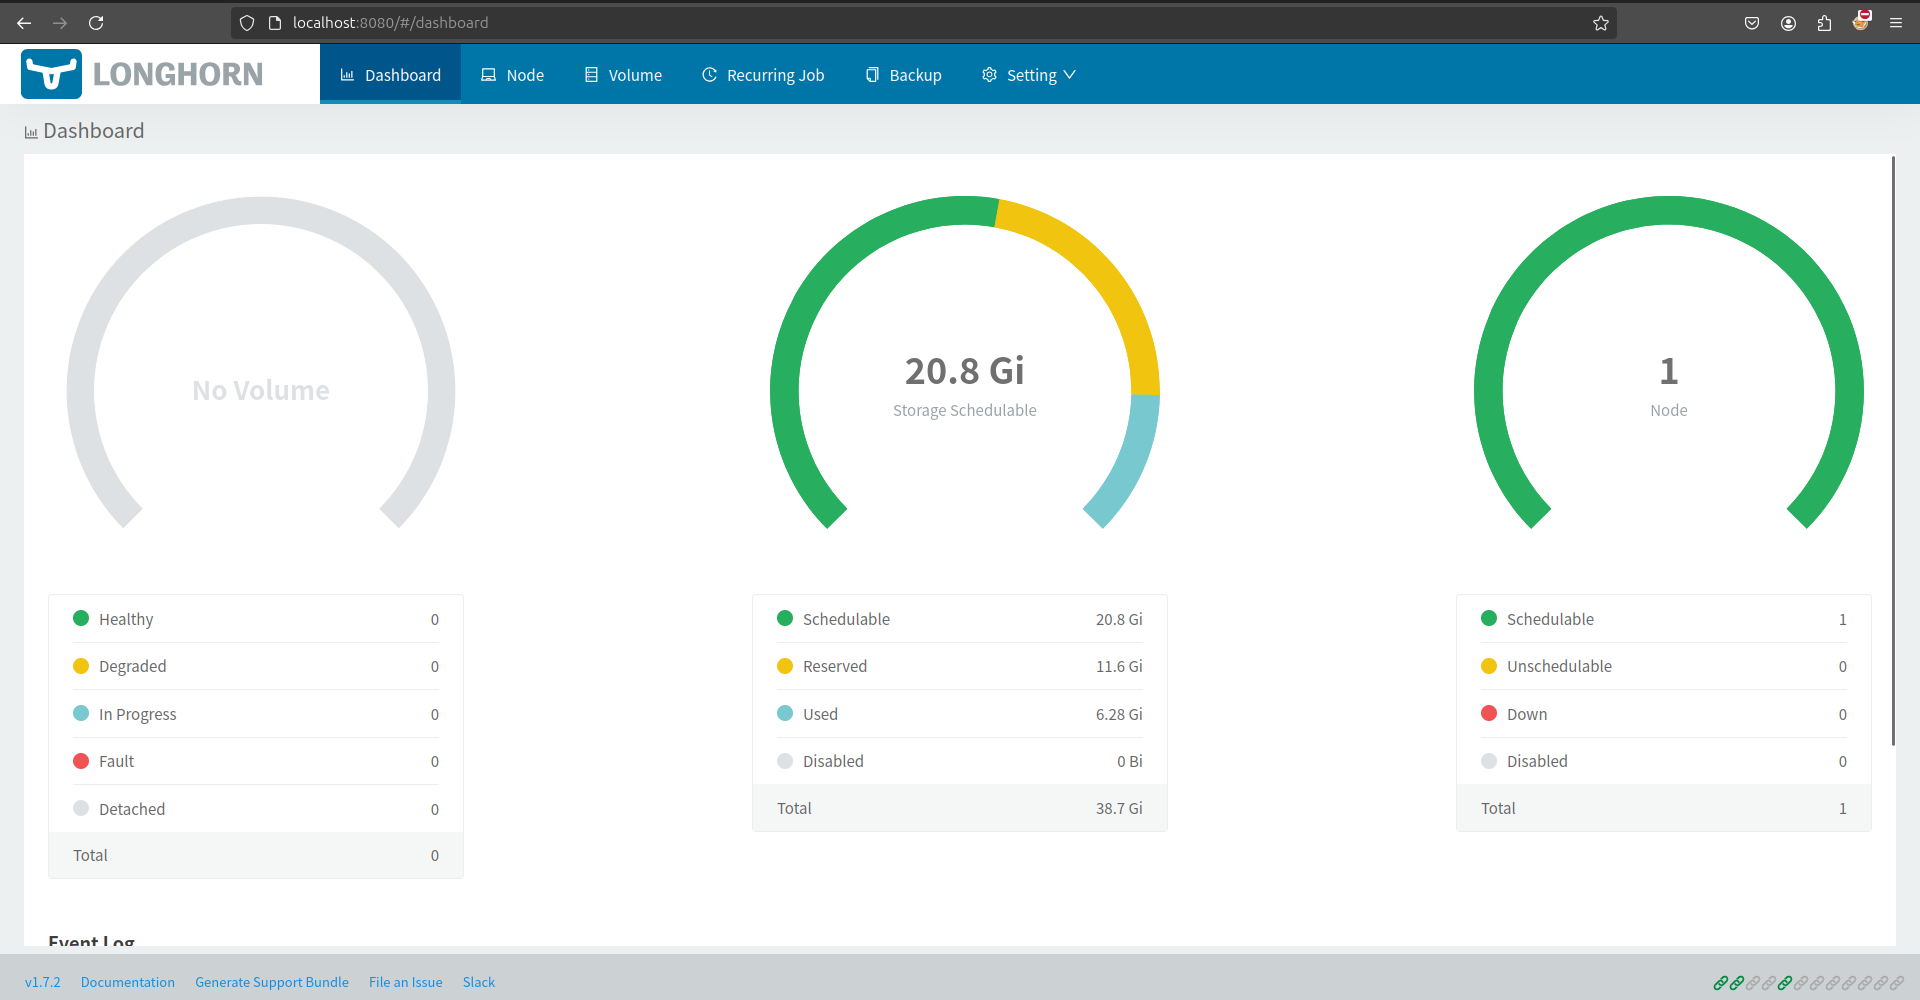 localhost:8080/#/dashboard
LONGHORN
Dashboard
Node
Volume
Recurring Job
Backup
Setting
Dashboard
No Volume
Healthy 0
Degraded 0
In Progress 0
Fault 0
Detached 0
Total 0
20.8 Gi
Storage Schedulable
Schedulable 20.8 Gi
Reserved 11.6 Gi
Used 6.28 Gi
Disabled 0 Bi
Total 38.7 Gi
1
Node
Schedulable 1
Unschedulable 0
Down 0
Disabled 0
Total 1
Event Log
v1.7.2 Documentation Generate Support Bundle File an Issue Slack